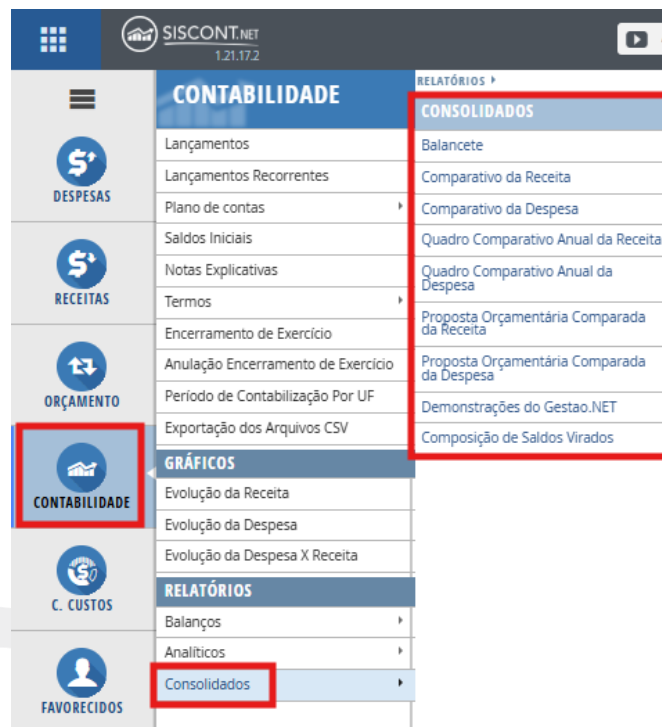 SISCONT.NET
1.21.17.2
DESPESAS
RECEITAS
ORÇAMENTO
CONTABILIDADE
C. CUSTOS
FAVORECIDOS
CONTABILIDADE
Lançamentos
Lançamentos Recorrentes
Plano de contas
Saldos Iniciais
Notas Explicativas
Termos
Encerramento de Exercício
Anulação Encerramento de Exercício
Período de Contabilização Por UF
Exportação dos Arquivos CSV
GRÁFICOS
Evolução da Receita
Evolução da Despesa
Evolução da Despesa X Receita
RELATÓRIOS
Balanços
Analíticos
Consolidados
RELATÓRIOS
CONSOLIDADOS
Balancete
Comparativo da Receita
Comparativo da Despesa
Quadro Comparativo Anual da Receita
Quadro Comparativo Anual da
Despesa
Proposta Orçamentária Comparada
da Receita
Proposta Orçamentária Comparada
da Despesa
Demonstrações do Gestao.NET
Composição de Saldos Virados